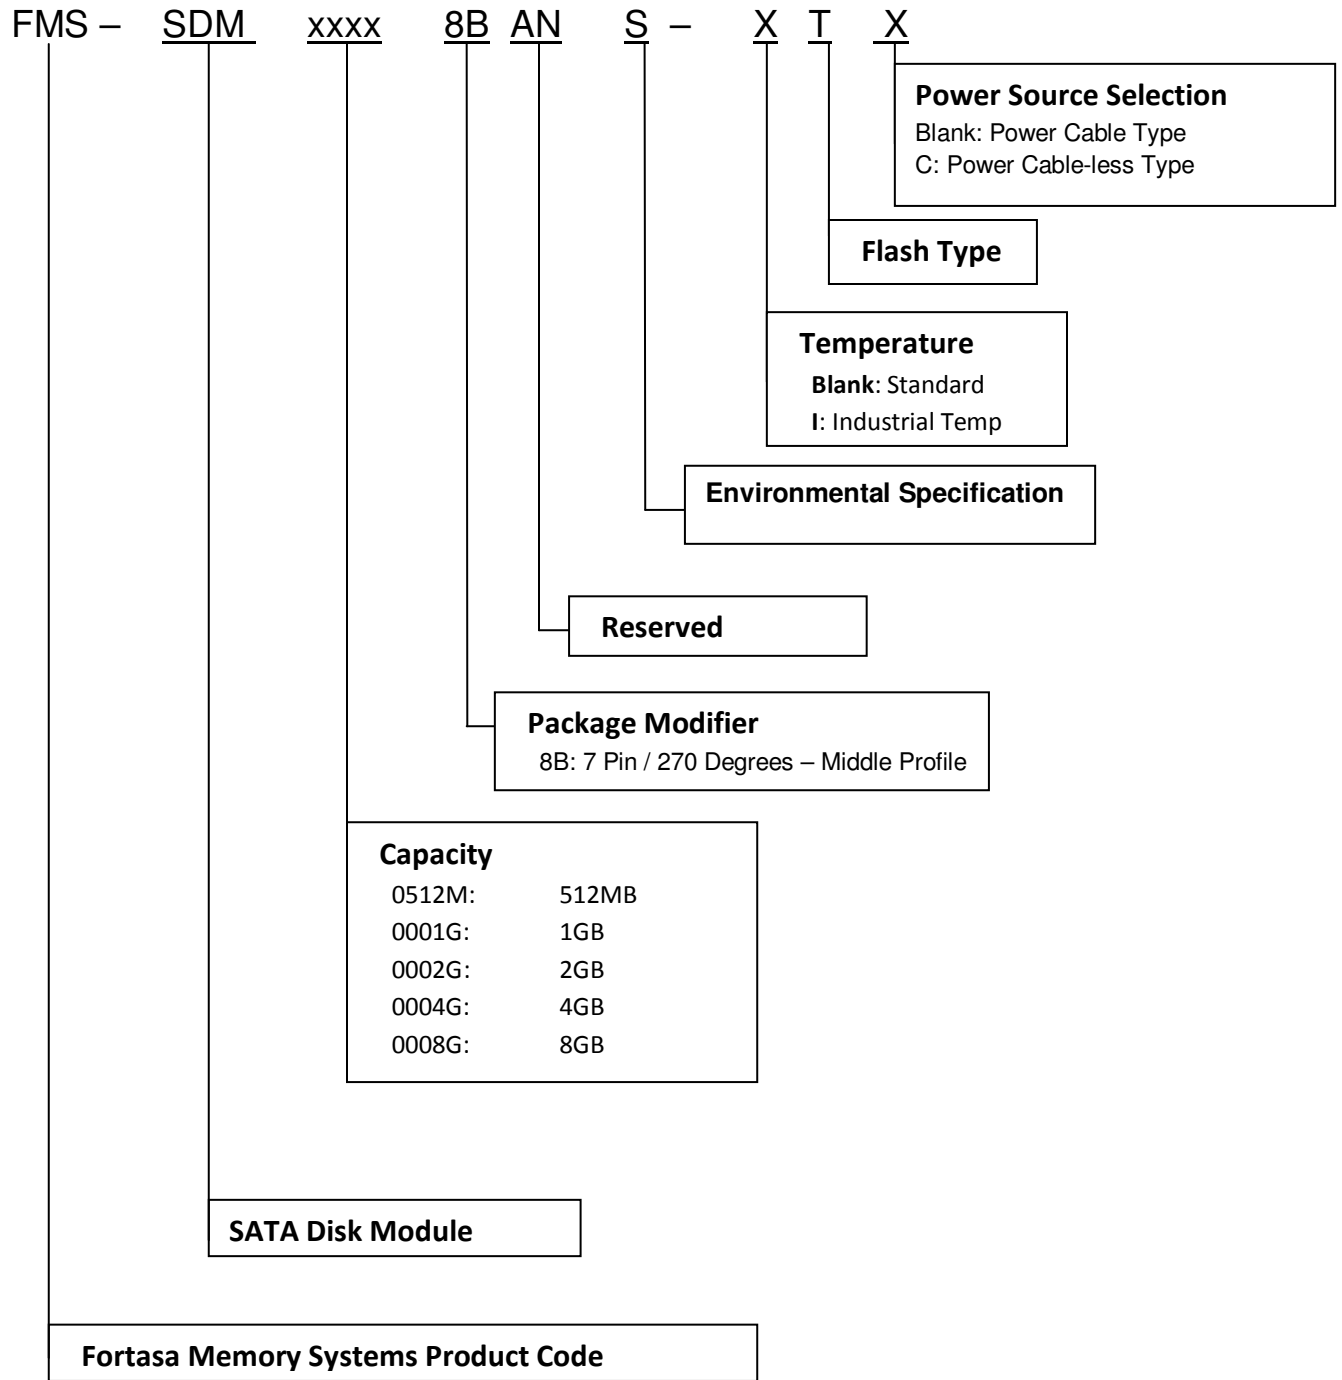 FMS – SDM xxxx 8B AN S – X T X
Power Source Selection
Blank: Power Cable Type
C: Power Cable-less Type
Flash Type
Temperature
Blank: Standard
I: Industrial Temp
Environmental Specification
Reserved
Package Modifier
8B: 7 Pin / 270 Degrees – Middle Profile
Capacity
0512M: 512MB
0001G: 1GB
0002G: 2GB
0004G: 4GB
0008G: 8GB
SATA Disk Module
Fortasa Memory Systems Product Code